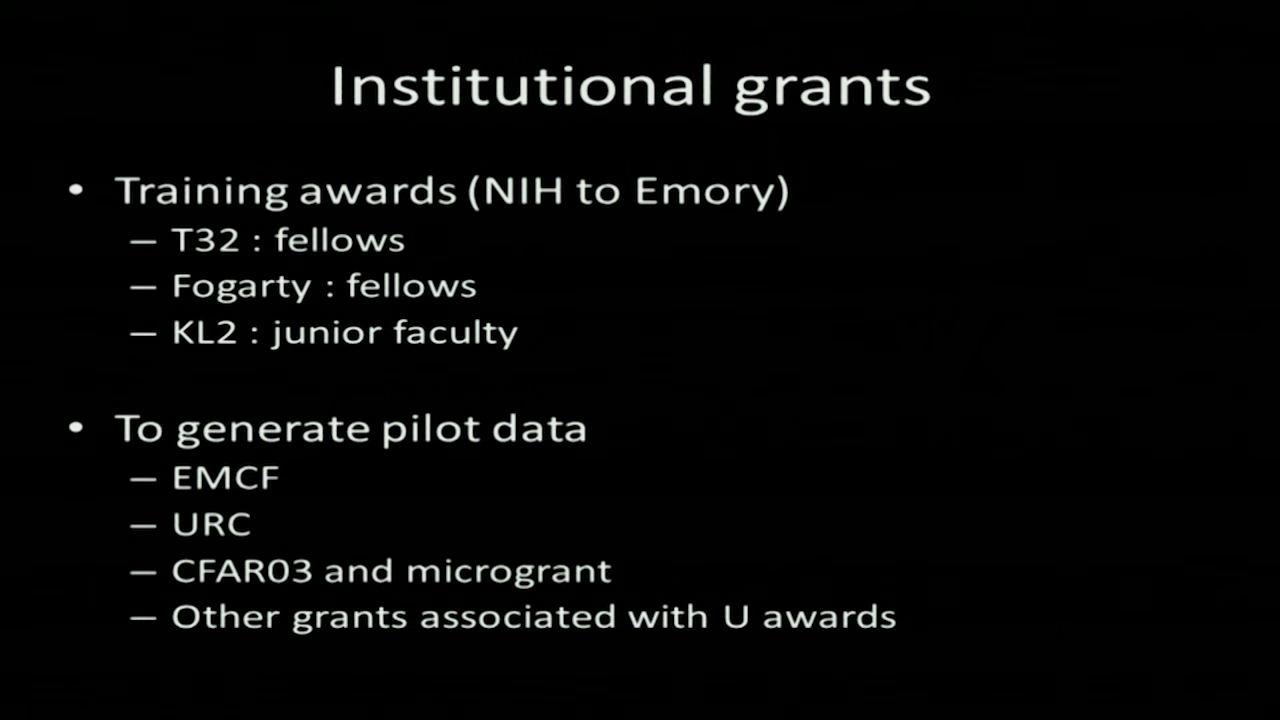 Institutional grants
• Training awards (NIH to Emory)
– T32 : fellows
– Fogarty : fellows
– KL2 : junior faculty
• To generate pilot data
– EMCF
– URC
– CFAR03 and microgrant
– Other grants associated with U awards